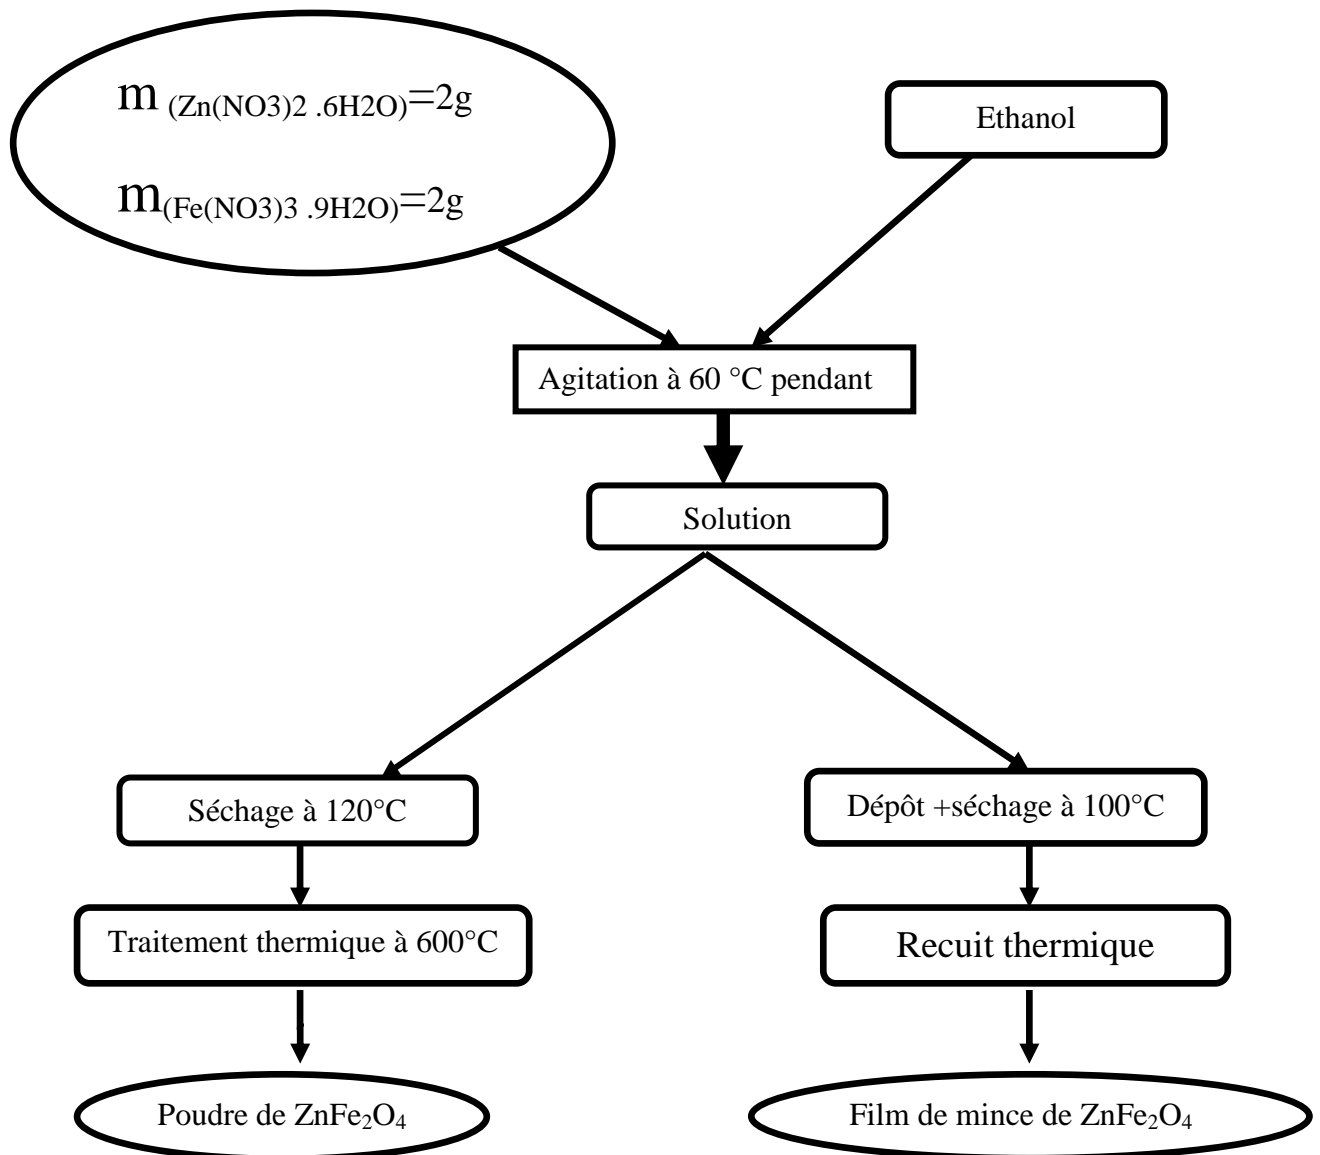 m (Zn(NO3)2 .6H2O)=2g
Ethanol
m(Fe(NO3)3 .9H2O)=2g
Agitation à 60 °C pendant
Solution
Séchage à 120°C
Dépôt +séchage à 100°C
Traitement thermique à 600°C
Recuit thermique
Poudre de ZnFe₂O₄
Film de mince de ZnFe₂O₄